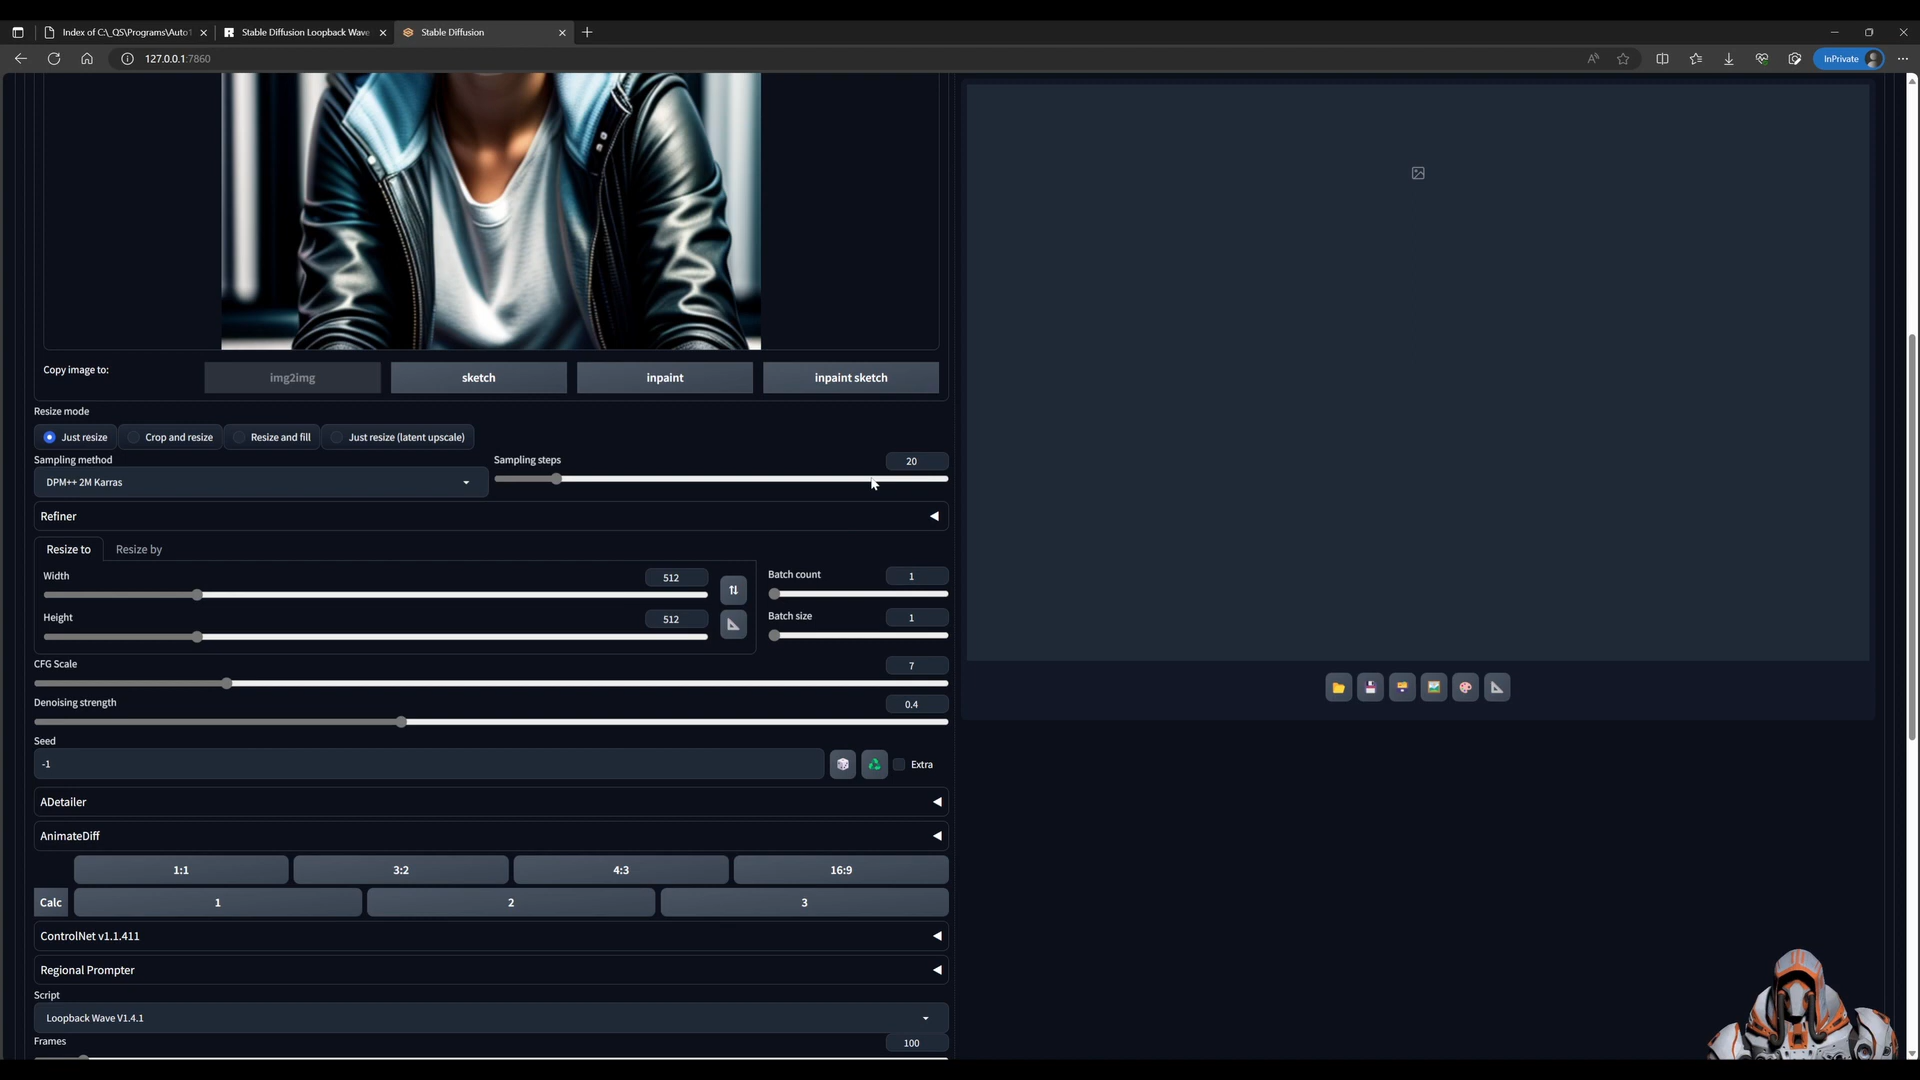 Index of C:\_QS\Programs\Auto1
Stable Diffusion Loopback Wave
Stable Diffusion
127.0.0.1:7860
InPrivate
Copy image to:
img2img
sketch
inpaint
inpaint sketch
Resize mode
Just resize
Crop and resize
Resize and fill
Just resize (latent upscale)
Sampling method
DPM++ 2M Karras
Sampling steps
20
Refiner
Resize to
Resize by
Width
512
Height
512
Batch count
1
Batch size
1
CFG Scale
7
Denoising strength
0.4
Seed
-1
Extra
ADetailer
AnimateDiff
1:1
3:2
4:3
16:9
Calc
1
2
3
ControlNet v1.1.411
Regional Prompter
Script
Loopback Wave V1.4.1
Frames
100